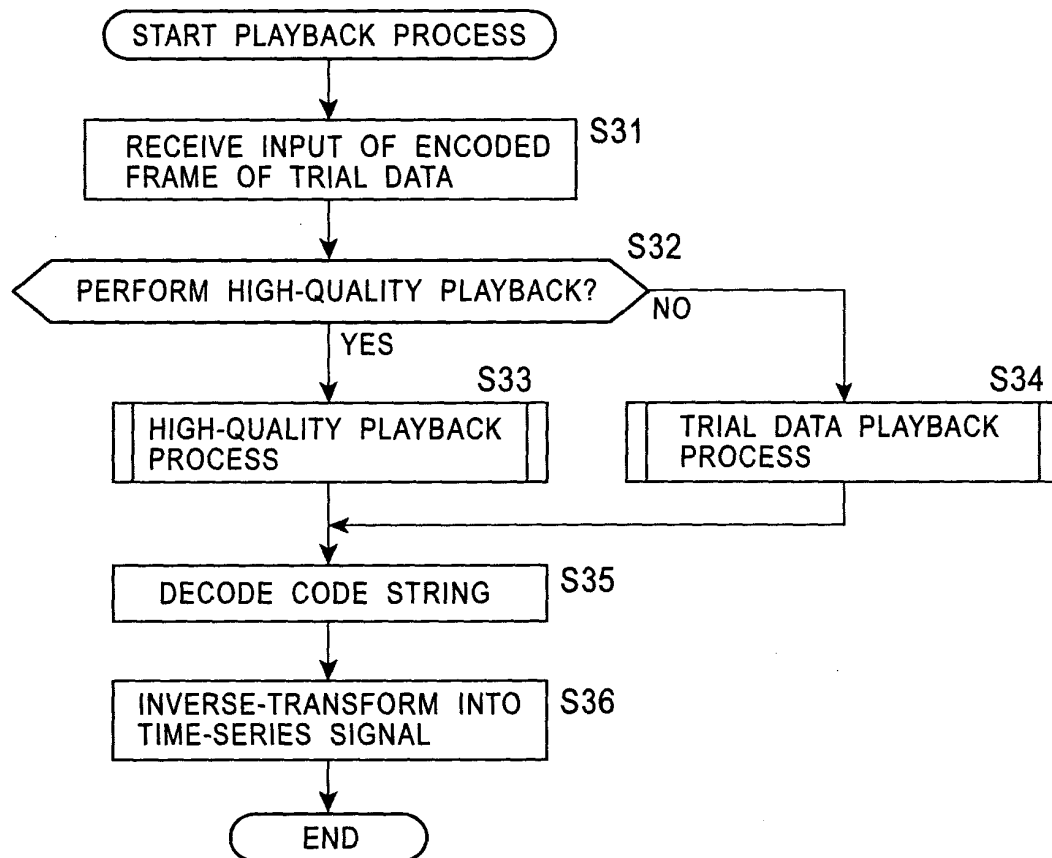 START PLAYBACK PROCESS
S31
RECEIVE INPUT OF ENCODED
FRAME OF TRIAL DATA
S32
PERFORM HIGH-QUALITY PLAYBACK?
NO
YES
S33
HIGH-QUALITY PLAYBACK
PROCESS
S34
TRIAL DATA PLAYBACK
PROCESS
DECODE CODE STRING
S35
INVERSE-TRANSFORM INTO
TIME-SERIES SIGNAL
S36
END